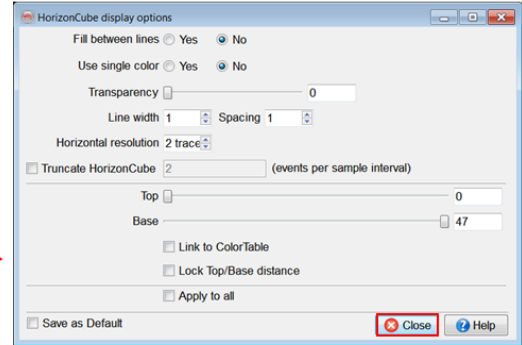 HorizonCube display options
Fill between lines Yes No
Use single color Yes No
Transparency 0
Line width 1 Spacing 1
Horizontal resolution 2 trace
Truncate HorizonCube 2 (events per sample interval)
Top 0
Base 47
Link to ColorTable
Lock Top/Base distance
Apply to all
Save as Default Close Help